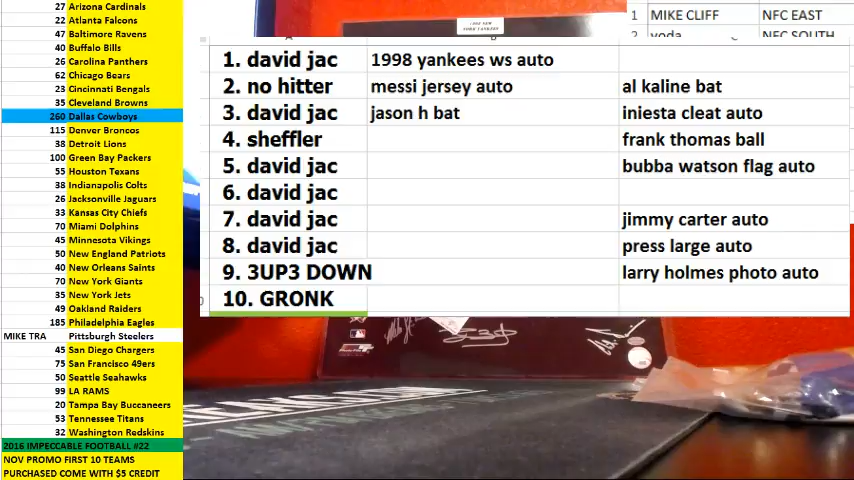 27 Arizona Cardinals
22 Atlanta Falcons
47 Baltimore Ravens
40 Buffalo Bills
26 Carolina Panthers
62 Chicago Bears
23 Cincinnati Bengals
35 Cleveland Browns
260 Dallas Cowboys
115 Denver Broncos
38 Detroit Lions
100 Green Bay Packers
55 Houston Texans
38 Indianapolis Colts
26 Jacksonville Jaguars
33 Kansas City Chiefs
70 Miami Dolphins
45 Minnesota Vikings
50 New England Patriots
40 New Orleans Saints
70 New York Giants
35 New York Jets
49 Oakland Raiders
185 Philadelphia Eagles
MIKE TRA Pittsburgh Steelers
45 San Diego Chargers
75 San Francisco 49ers
50 Seattle Seahawks
99 LA RAMS
20 Tampa Bay Buccaneers
53 Tennessee Titans
32 Washington Redskins
2016 IMPECCABLE FOOTBALL #22
NOV PROMO FIRST 10 TEAMS
PURCHASED COME WITH $5 CREDIT
1 MIKE CLIFF NFC EAST
2 yoda NFC SOUTH
1. david jac 1998 yankees ws auto
2. no hitter messi jersey auto al kaline bat
3. david jac jason h bat iniesta cleat auto
4. sheffler frank thomas ball
5. david jac bubba watson flag auto
6. david jac
7. david jac jimmy carter auto
8. david jac press large auto
9. 3UP3 DOWN larry holmes photo auto
10. GRONK